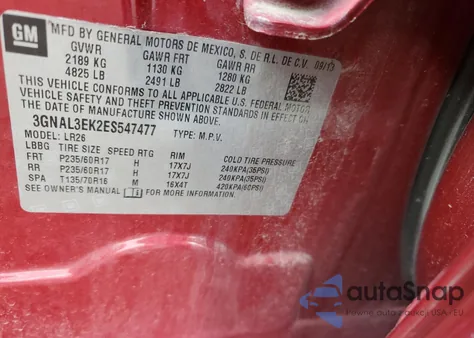 GM
MFD BY GENERAL MOTORS DE MEXICO, S. DE R.L. DE C.V. 09/13
GVWR GAWR FRT GAWR RR
2189 KG 1130 KG 1280 KG
4825 LB 2491 LB 2822 LB
THIS VEHICLE CONFORMS TO ALL APPLICABLE U.S. FEDERAL MOTOR
VEHICLE SAFETY AND THEFT PREVENTION STANDARDS IN EFFECT ON
THE DATE OF MANUFACTURE SHOWN ABOVE.
3GNAL3EK2ES547477 TYPE: M.P.V.
MODEL: LR26
LBBG TIRE SIZE SPEED RTG RIM COLD TIRE PRESSURE
FRT P235/60R17 H 17X7J 240KPA(35PSI)
RR P235/60R17 H 17X7J 240KPA(35PSI)
SPA T135/70R16 M 16X4T 420KPA(60PSI)
SEE OWNER'S MANUAL FOR MORE INFORMATION.
autoSnap